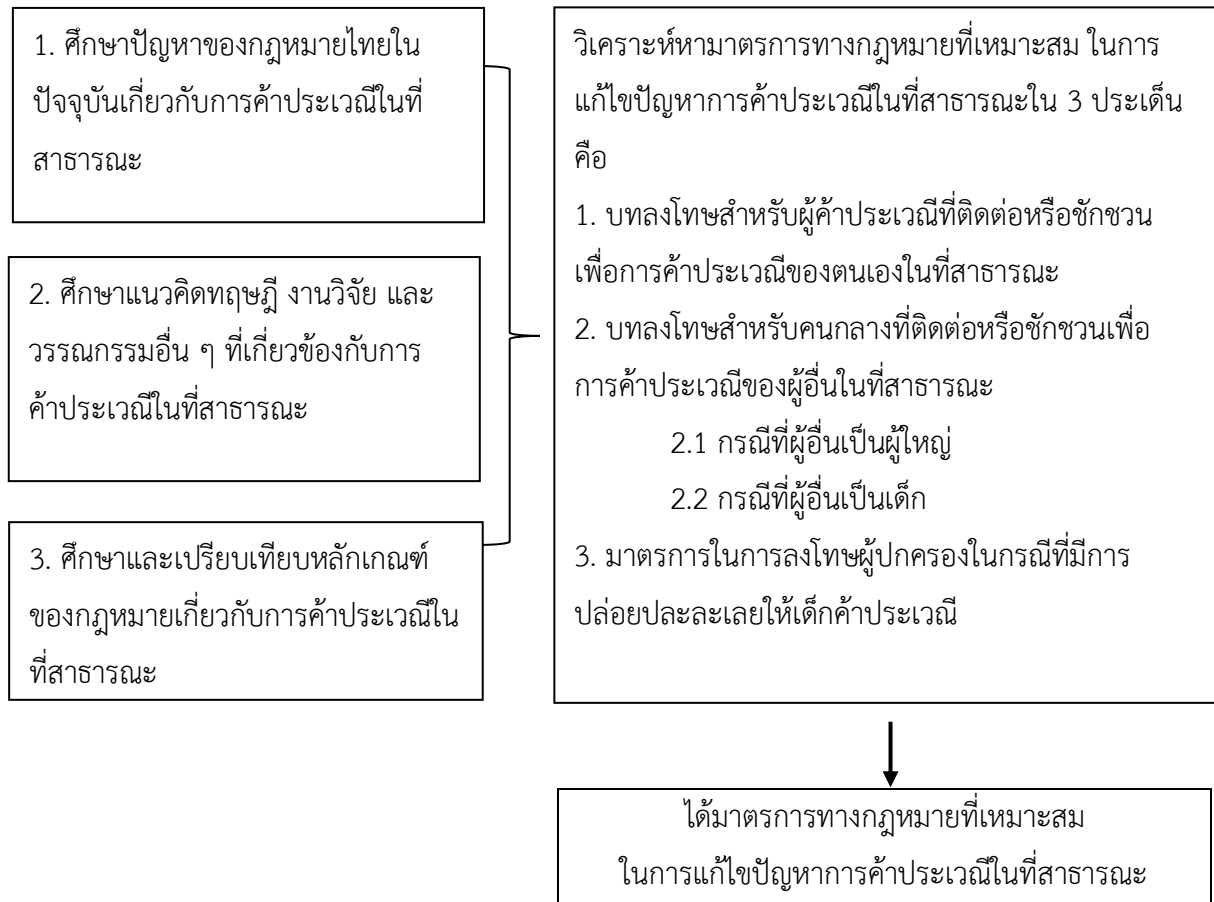 1. ศึกษาปัญหาของกฎหมายไทยใน
ปัจจุบันเกี่ยวกับการค้าประเวณีในที่
สาธารณะ
2. ศึกษาแนวคิดทฤษฎี งานวิจัย และ
วรรณกรรมอื่น ๆ ที่เกี่ยวข้องกับการ
ค้าประเวณีในที่สาธารณะ
3. ศึกษาและเปรียบเทียบหลักเกณฑ์
ของกฎหมายเกี่ยวกับการค้าประเวณีใน
ที่สาธารณะ
วิเคราะห์หามาตรการทางกฎหมายที่เหมาะสม ในการ
แก้ไขปัญหาการค้าประเวณีในที่สาธารณะใน 3 ประเด็น
คือ
1. บทลงโทษสำหรับผู้ค้าประเวณีที่ติดต่อหรือชักชวน
เพื่อการค้าประเวณีของตนเองในที่สาธารณะ
2. บทลงโทษสำหรับคนกลางที่ติดต่อหรือชักชวนเพื่อ
การค้าประเวณีของผู้อื่นในที่สาธารณะ
2.1 กรณีที่ผู้อื่นเป็นผู้ใหญ่
2.2 กรณีที่ผู้อื่นเป็นเด็ก
3. มาตรการในการลงโทษผู้ปกครองในกรณีที่มีการ
ปล่อยปละละเลยให้เด็กค้าประเวณี
ได้มาตรการทางกฎหมายที่เหมาะสม
ในการแก้ไขปัญหาการค้าประเวณีในที่สาธารณะ